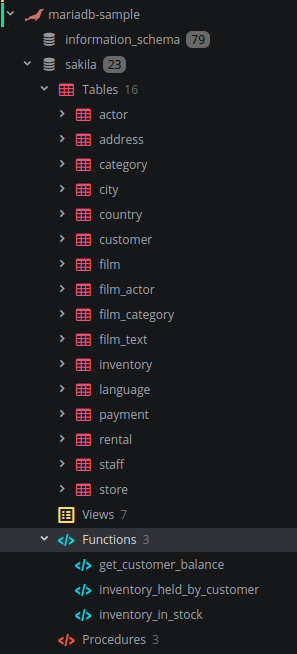 mariadb-sample
information_schema 79
sakila 23
Tables 16
actor
address
category
city
country
customer
film
film_actor
film_category
film_text
inventory
language
payment
rental
staff
store
Views 7
Functions 3
get_customer_balance
inventory_held_by_customer
inventory_in_stock
Procedures 3